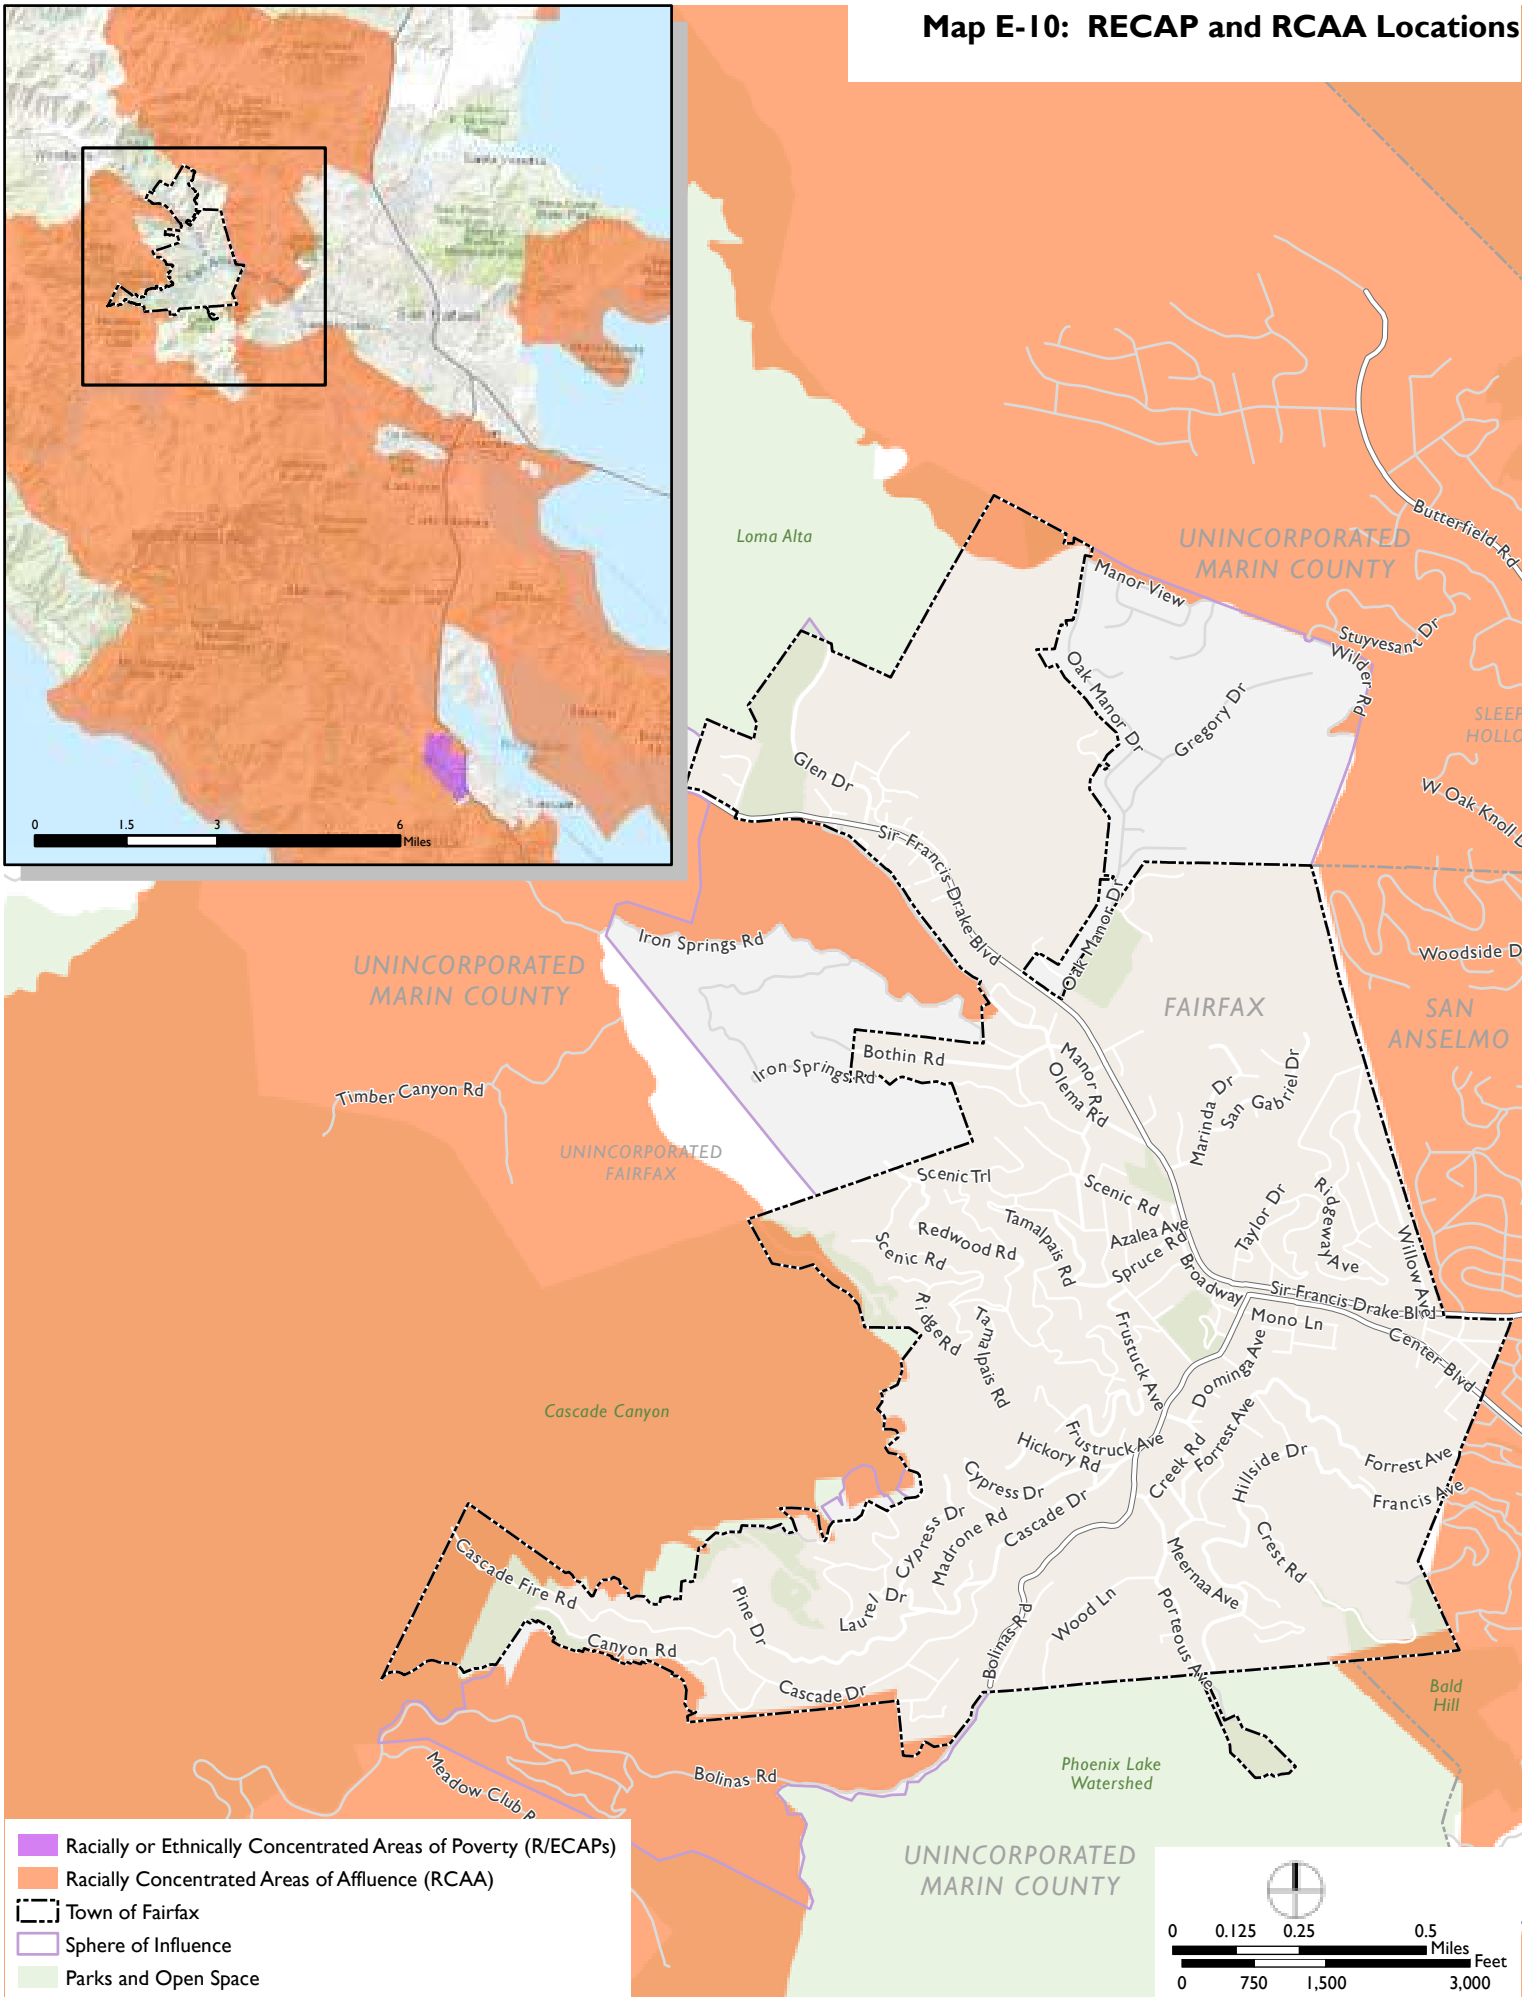 Map E-10: RECAP and RCAA Locations
Santa Venetia
San Rafael
0 1.5 3 6
Miles
Loma Alta
UNINCORPORATED
MARIN COUNTY
Butterfield Rd
Manor View
Stuyvesant Dr
Wilder Rd
Oak Manor Dr
Gregory Dr
SLEEP
HOLLO
W Oak Knoll D
Glen Dr
Sir Francis Drake Blvd
Oak Manor Dr
Iron Springs Rd
UNINCORPORATED
MARIN COUNTY
Woodside D
FAIRFAX
SAN
ANSELMO
Bothin Rd
Iron Springs Rd
Manor R
Olema Rd
Timber Canyon Rd
Marinda Dr
San Gabriel Dr
UNINCORPORATED
FAIRFAX
Scenic Trl
Scenic Rd
Tamalpais Rd
Redwood Rd
Scenic Rd
Azalea Ave
Spruce Rd
Taylor Dr
Ridgeway Ave
Willow Ave
Broadway
Sir Francis Drake Blvd
Mono Ln
Center Blvd
Ridge Rd
Tamalpais Rd
Frustuck Ave
Dominga Ave
Cascade Canyon
Frustruck Ave
Hickory Rd
Creek Rd
Forrest Ave
Hillside Dr
Forrest Ave
Francis Ave
Cypress Dr
Cypress Dr
Madrone Rd
Cascade Dr
Crest Rd
Meernaa Ave
Cascade Fire Rd
Pine Dr
Laurel Dr
Wood Ln
Porteous Ave
Bolinas Rd
Canyon Rd
Cascade Dr
Bald
Hill
Phoenix Lake
Watershed
Bolinas Rd
Meadow Club R
UNINCORPORATED
MARIN COUNTY
Racially or Ethnically Concentrated Areas of Poverty (R/ECAPs)
Racially Concentrated Areas of Affluence (RCAA)
Town of Fairfax
Sphere of Influence
Parks and Open Space
0 0.125 0.25 0.5
Miles
Feet
0 750 1,500 3,000